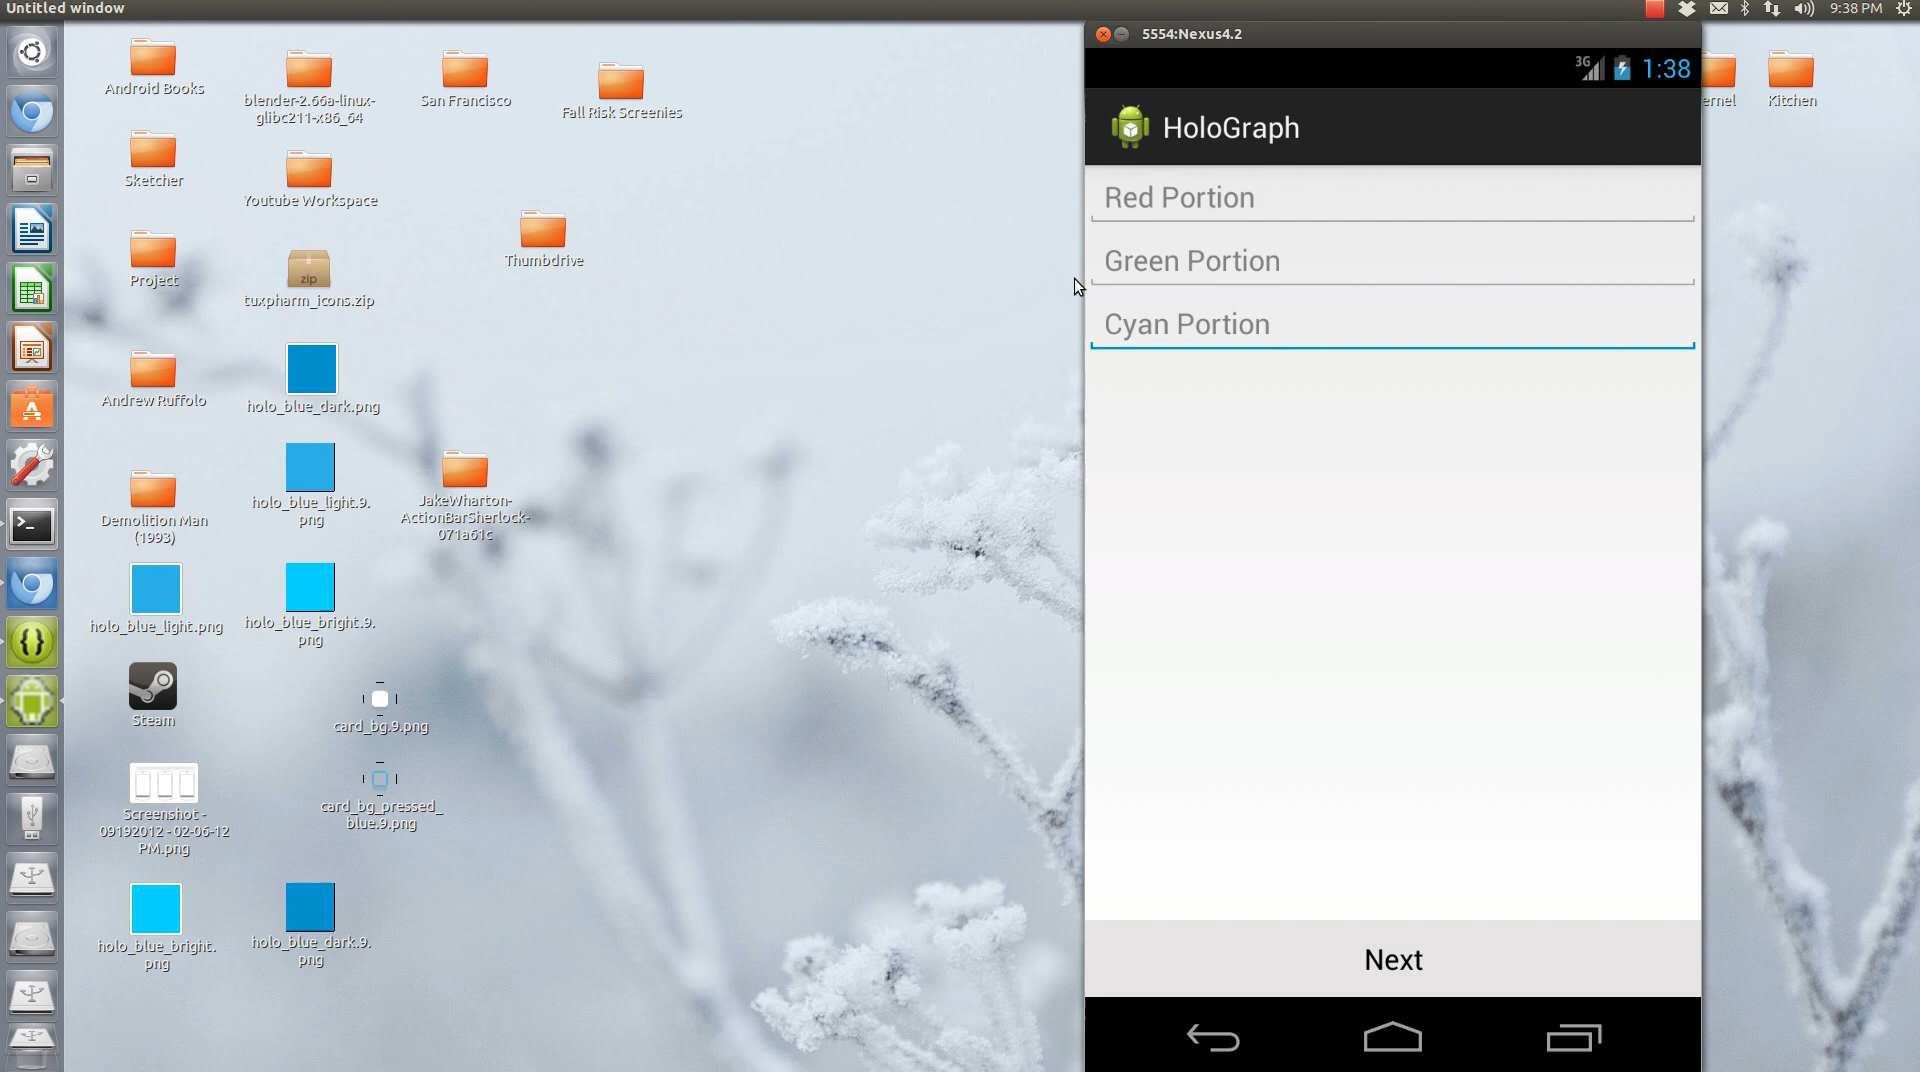 Untitled window
9:38 PM
Android Books
blender-2.66a-linux-
glibc211-x86_64
San Francisco
Fall Risk Screenies
Sketcher
Youtube Workspace
Thumbdrive
Project
tuxpharm_icons.zip
zip
Andrew Ruffolo
holo_blue_dark.png
Demolition Man
(1993)
holo_blue_light.9.
png
JakeWharton-
ActionBarSherlock-
071a61c
holo_blue_light.png
holo_blue_bright.9.
png
Steam
card_bg.9.png
Screenshot -
09192012 - 02-06-12
PM.png
card_bg_pressed_
blue.9.png
holo_blue_bright.
png
holo_blue_dark.9.
png
5554:Nexus4.2
3G
1:38
HoloGraph
Red Portion
Green Portion
Cyan Portion
Next
ernel
Kitchen